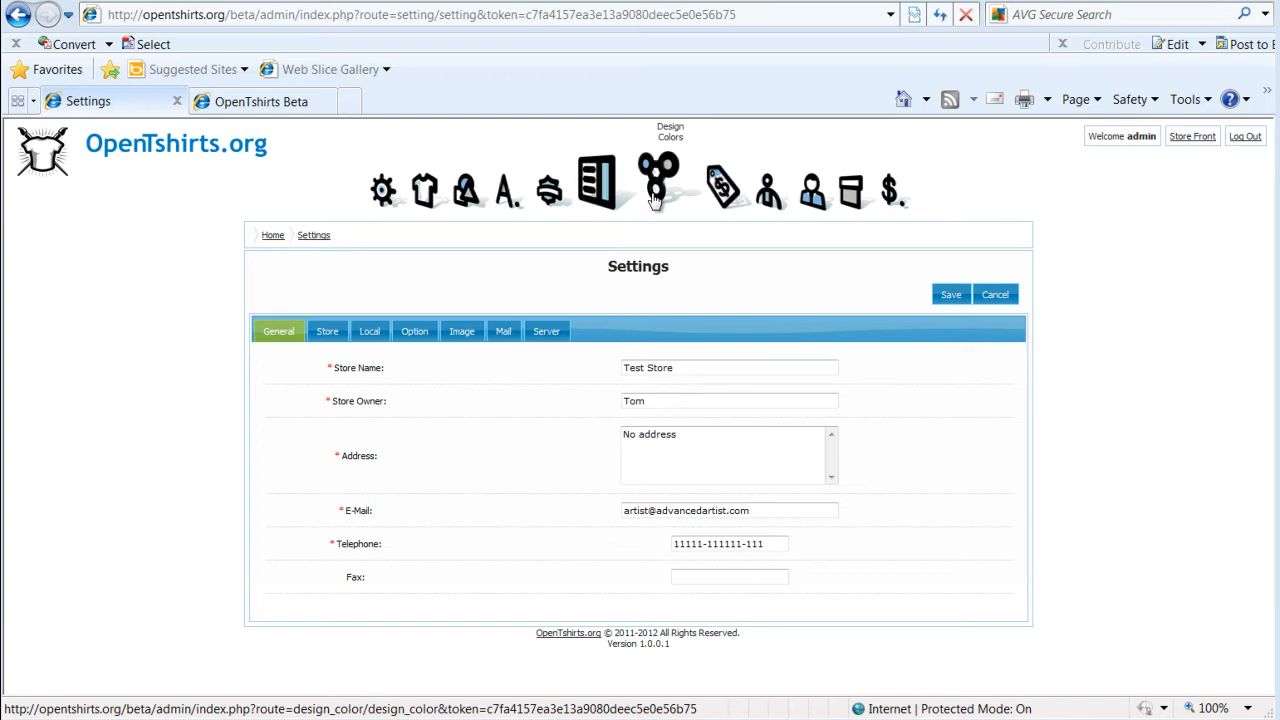 http://opentshirts.org/beta/admin/index.php?route=setting/setting&token=c7fa4157ea3e13a9080deec5e0e56b75 AVG Secure Search
x Convert Select x Contribute Edit Post to E
Favorites Suggested Sites Web Slice Gallery
Settings x OpenTshirts Beta Page Safety Tools »
OpenTshirts.org
Design
Colors
Welcome admin Store Front Log Out
Home Settings
Settings
Save Cancel
General Store Local Option Image Mail Server
* Store Name: Test Store
* Store Owner: Tom
* Address: No address
* E-Mail: artist@advancedartist.com
* Telephone: 11111-111111-111
Fax:
OpenTshirts.org © 2011-2012 All Rights Reserved.
Version 1.0.0.1
http://opentshirts.org/beta/admin/index.php?route=design_color/design_color&token=c7fa4157ea3e13a9080deec5e0e56b75 Internet | Protected Mode: On 100%